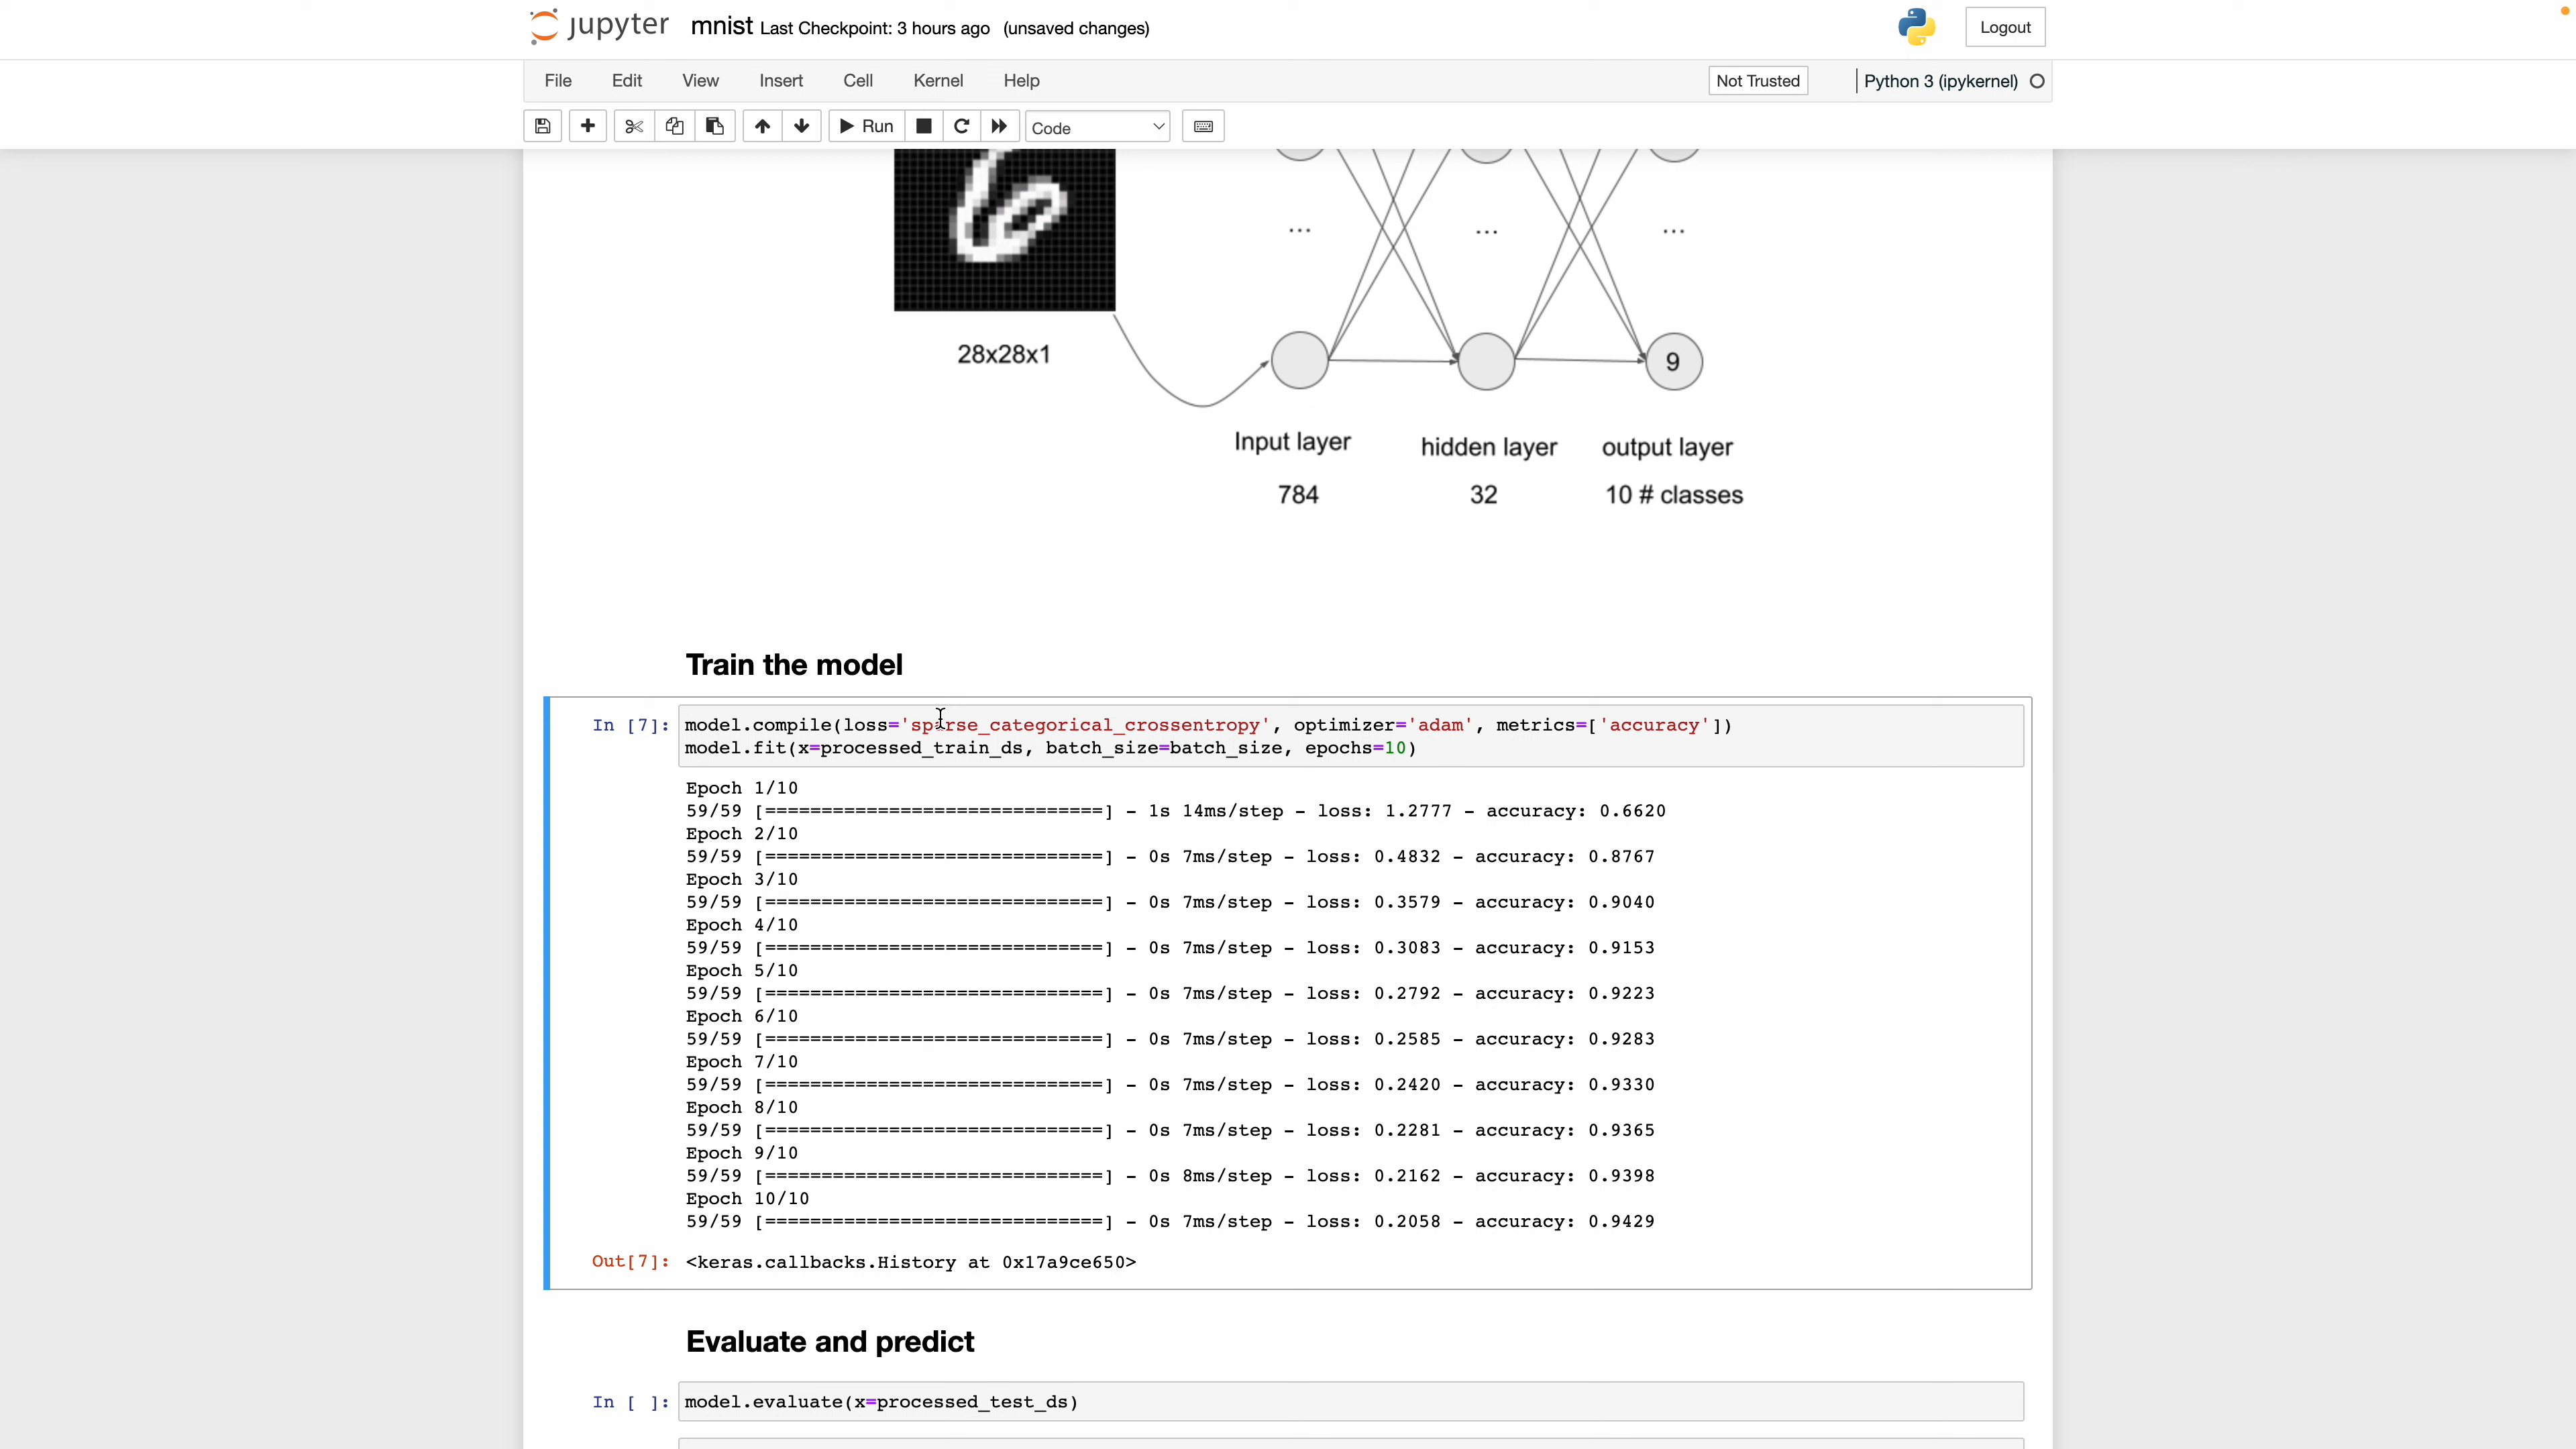 jupyter mnist Last Checkpoint: 3 hours ago (unsaved changes) Logout
File Edit View Insert Cell Kernel Help Not Trusted Python 3 (ipykernel)
Run Code
... ... ...
28x28x1
9
Input layer hidden layer output layer
784 32 10 # classes
Train the model
In [7]: model.compile(loss='sparse_categorical_crossentropy', optimizer='adam', metrics=['accuracy'])
model.fit(x=processed_train_ds, batch_size=batch_size, epochs=10)
Epoch 1/10
59/59 [==============================] - 1s 14ms/step - loss: 1.2777 - accuracy: 0.6620
Epoch 2/10
59/59 [==============================] - 0s 7ms/step - loss: 0.4832 - accuracy: 0.8767
Epoch 3/10
59/59 [==============================] - 0s 7ms/step - loss: 0.3579 - accuracy: 0.9040
Epoch 4/10
59/59 [==============================] - 0s 7ms/step - loss: 0.3083 - accuracy: 0.9153
Epoch 5/10
59/59 [==============================] - 0s 7ms/step - loss: 0.2792 - accuracy: 0.9223
Epoch 6/10
59/59 [==============================] - 0s 7ms/step - loss: 0.2585 - accuracy: 0.9283
Epoch 7/10
59/59 [==============================] - 0s 7ms/step - loss: 0.2420 - accuracy: 0.9330
Epoch 8/10
59/59 [==============================] - 0s 7ms/step - loss: 0.2281 - accuracy: 0.9365
Epoch 9/10
59/59 [==============================] - 0s 8ms/step - loss: 0.2162 - accuracy: 0.9398
Epoch 10/10
59/59 [==============================] - 0s 7ms/step - loss: 0.2058 - accuracy: 0.9429
Out[7]: <keras.callbacks.History at 0x17a9ce650>
Evaluate and predict
In [ ]: model.evaluate(x=processed_test_ds)